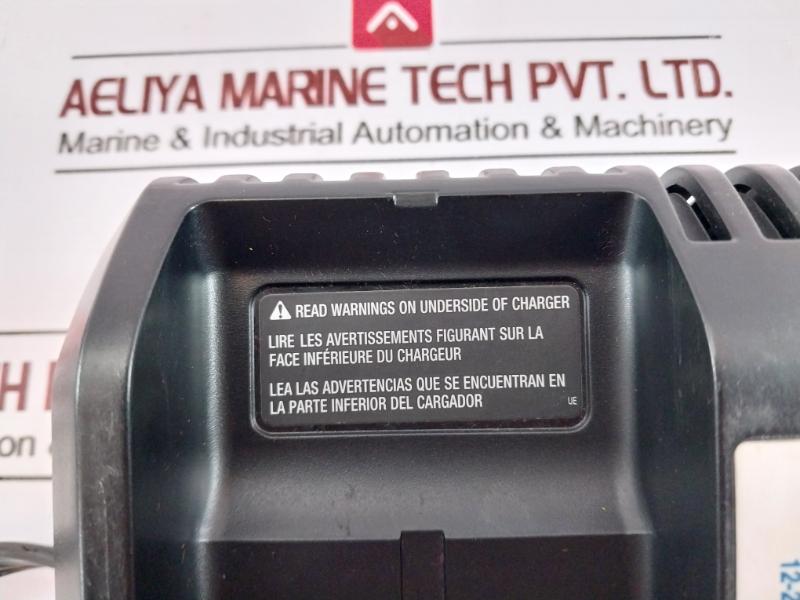 AELIYA MARINE TECH PVT. LTD.
Marine & Industrial Automation & Machinery
READ WARNINGS ON UNDERSIDE OF CHARGER
LIRE LES AVERTISSEMENTS FIGURANT SUR LA
FACE INFÉRIEURE DU CHARGEUR
LEA LAS ADVERTENCIAS QUE SE ENCUENTRAN EN
LA PARTE INFERIOR DEL CARGADOR
UE